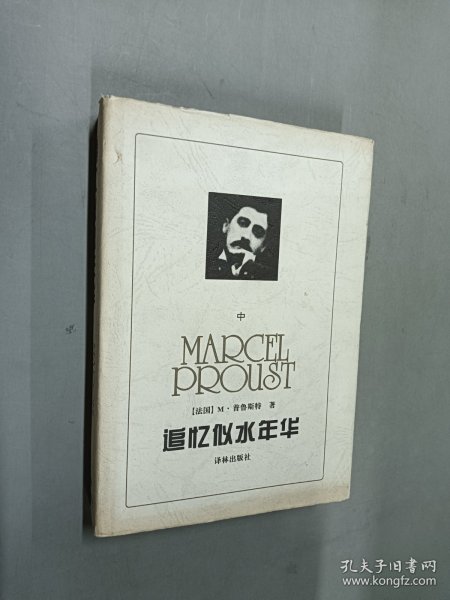 中
MARCEL
PROUST
【法国】M·普鲁斯特 著
追忆似水年华
译林出版社
孔夫子旧书网
www.kongfz.com